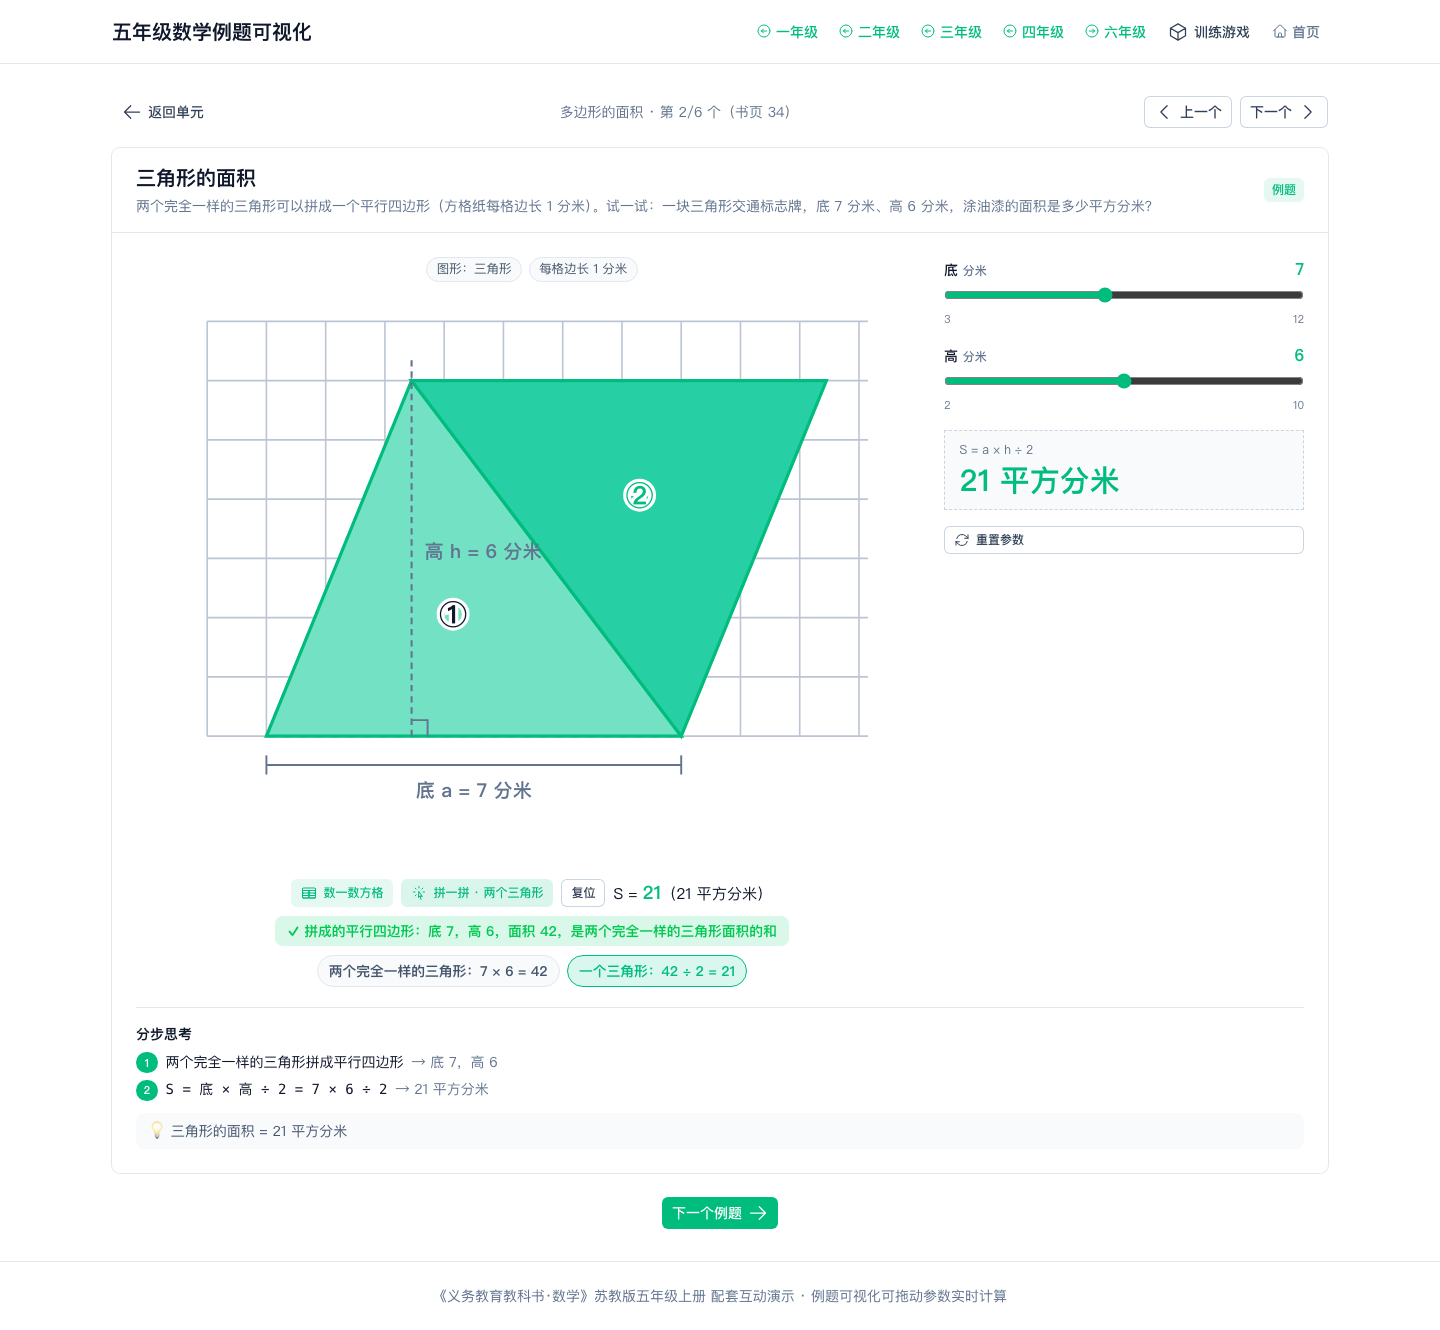 五年级数学例题可视化
一年级 二年级 三年级 四年级 六年级 训练游戏 首页
返回单元
多边形的面积 · 第 2/6 个（书页 34）
上一个 下一个
三角形的面积
两个完全一样的三角形可以拼成一个平行四边形（方格纸每格边长 1 分米）。试一试：一块三角形交通标志牌，底 7 分米、高 6 分米，涂油漆的面积是多少平方分米？
例题
图形：三角形 每格边长 1 分米
②
高 h = 6 分米
①
底 a = 7 分米
底 分米 7
3 12
高 分米 6
2 10
S = a × h ÷ 2
21 平方分米
重置参数
数一数方格 拼一拼 · 两个三角形 复位 S = 21（21 平方分米）
✓ 拼成的平行四边形：底 7，高 6，面积 42，是两个完全一样的三角形面积的和
两个完全一样的三角形：7 × 6 = 42 一个三角形：42 ÷ 2 = 21
分步思考
1 两个完全一样的三角形拼成平行四边形 → 底 7，高 6
2 S = 底 × 高 ÷ 2 = 7 × 6 ÷ 2 → 21 平方分米
💡 三角形的面积 = 21 平方分米
下一个例题
《义务教育教科书·数学》苏教版五年级上册 配套互动演示 · 例题可视化可拖动参数实时计算